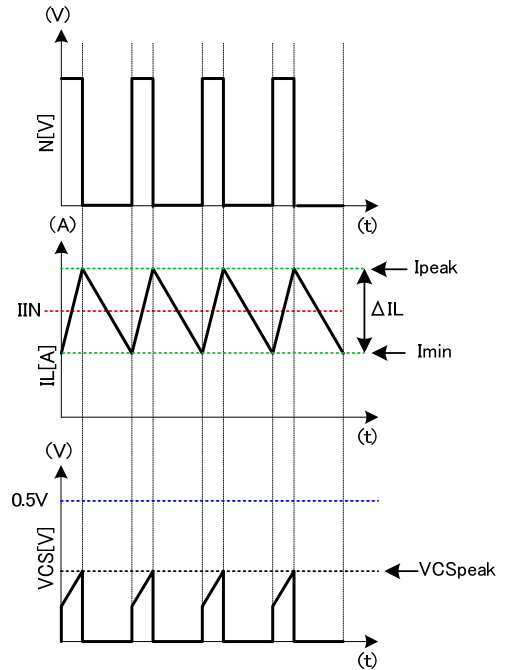 (V)
N[V]
(t)
(A)
Ipeak
IIN
ΔIL
Imin
IL[A]
(t)
(V)
0.5V
VCS[V]
VCSpeak
(t)